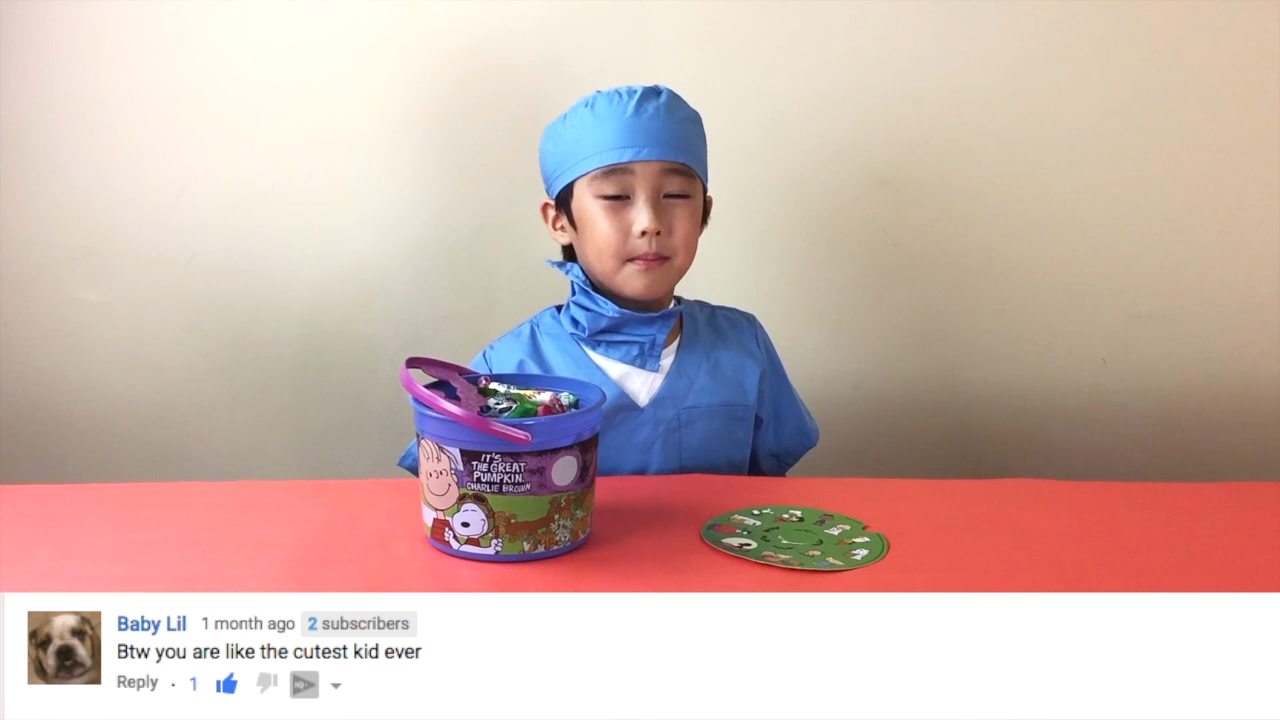 IT'S
THE GREAT
PUMPKIN,
CHARLIE BROWN
Baby Lil 1 month ago 2 subscribers
Btw you are like the cutest kid ever
Reply · 1